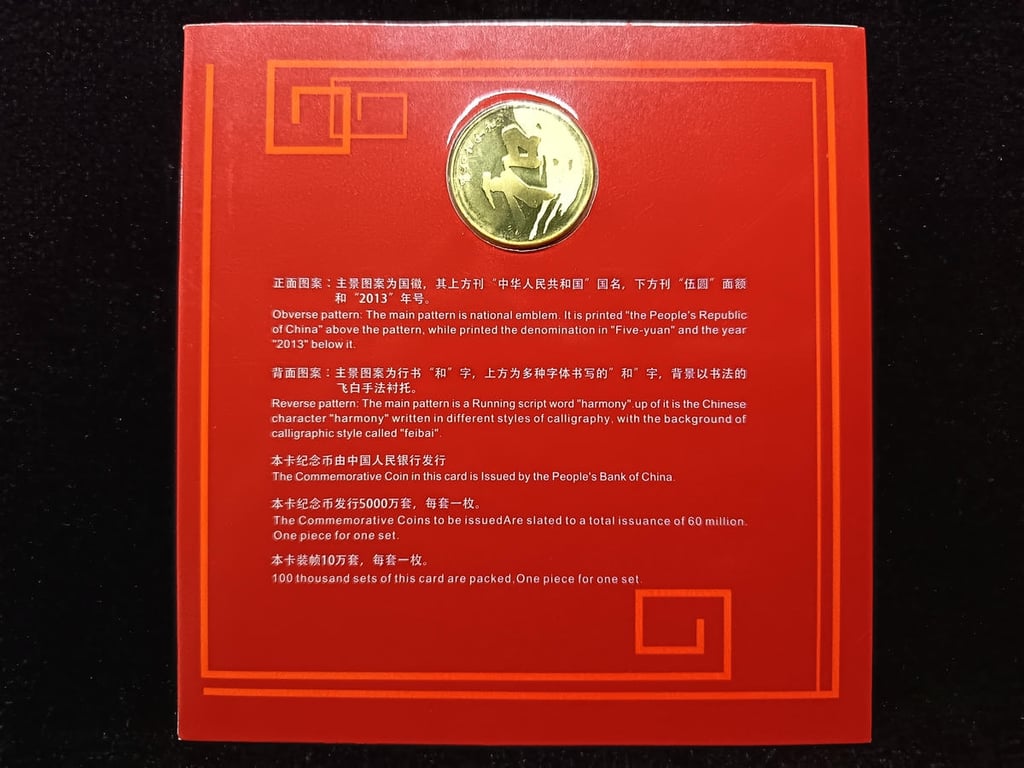 正面图案：主景图案为国徽，其上方刊“中华人民共和国”国名，下方刊“伍圆”面额
和“2013”年号。
Obverse pattern: The main pattern is national emblem. It is printed "the People's Republic
of China" above the pattern, while printed the denomination in "Five-yuan" and the year
"2013" below it.
背面图案：主景图案为行书“和”字，上方为多种字体书写的”和”字，背景以书法的
飞白手法衬托。
Reverse pattern: The main pattern is a Running script word "harmony".up of it is the Chinese
character "harmony" written in different styles of calligraphy, with the background of
calligraphic style called "feibai".
本卡纪念币由中国人民银行发行
The Commemorative Coin in this card is Issued by the People's Bank of China.
本卡纪念币发行5000万套，每套一枚。
The Commemorative Coins to be issuedAre slated to a total issuance of 60 million.
One piece for one set.
本卡装帧10万套，每套一枚。
100 thousand sets of this card are packed,One piece for one set.